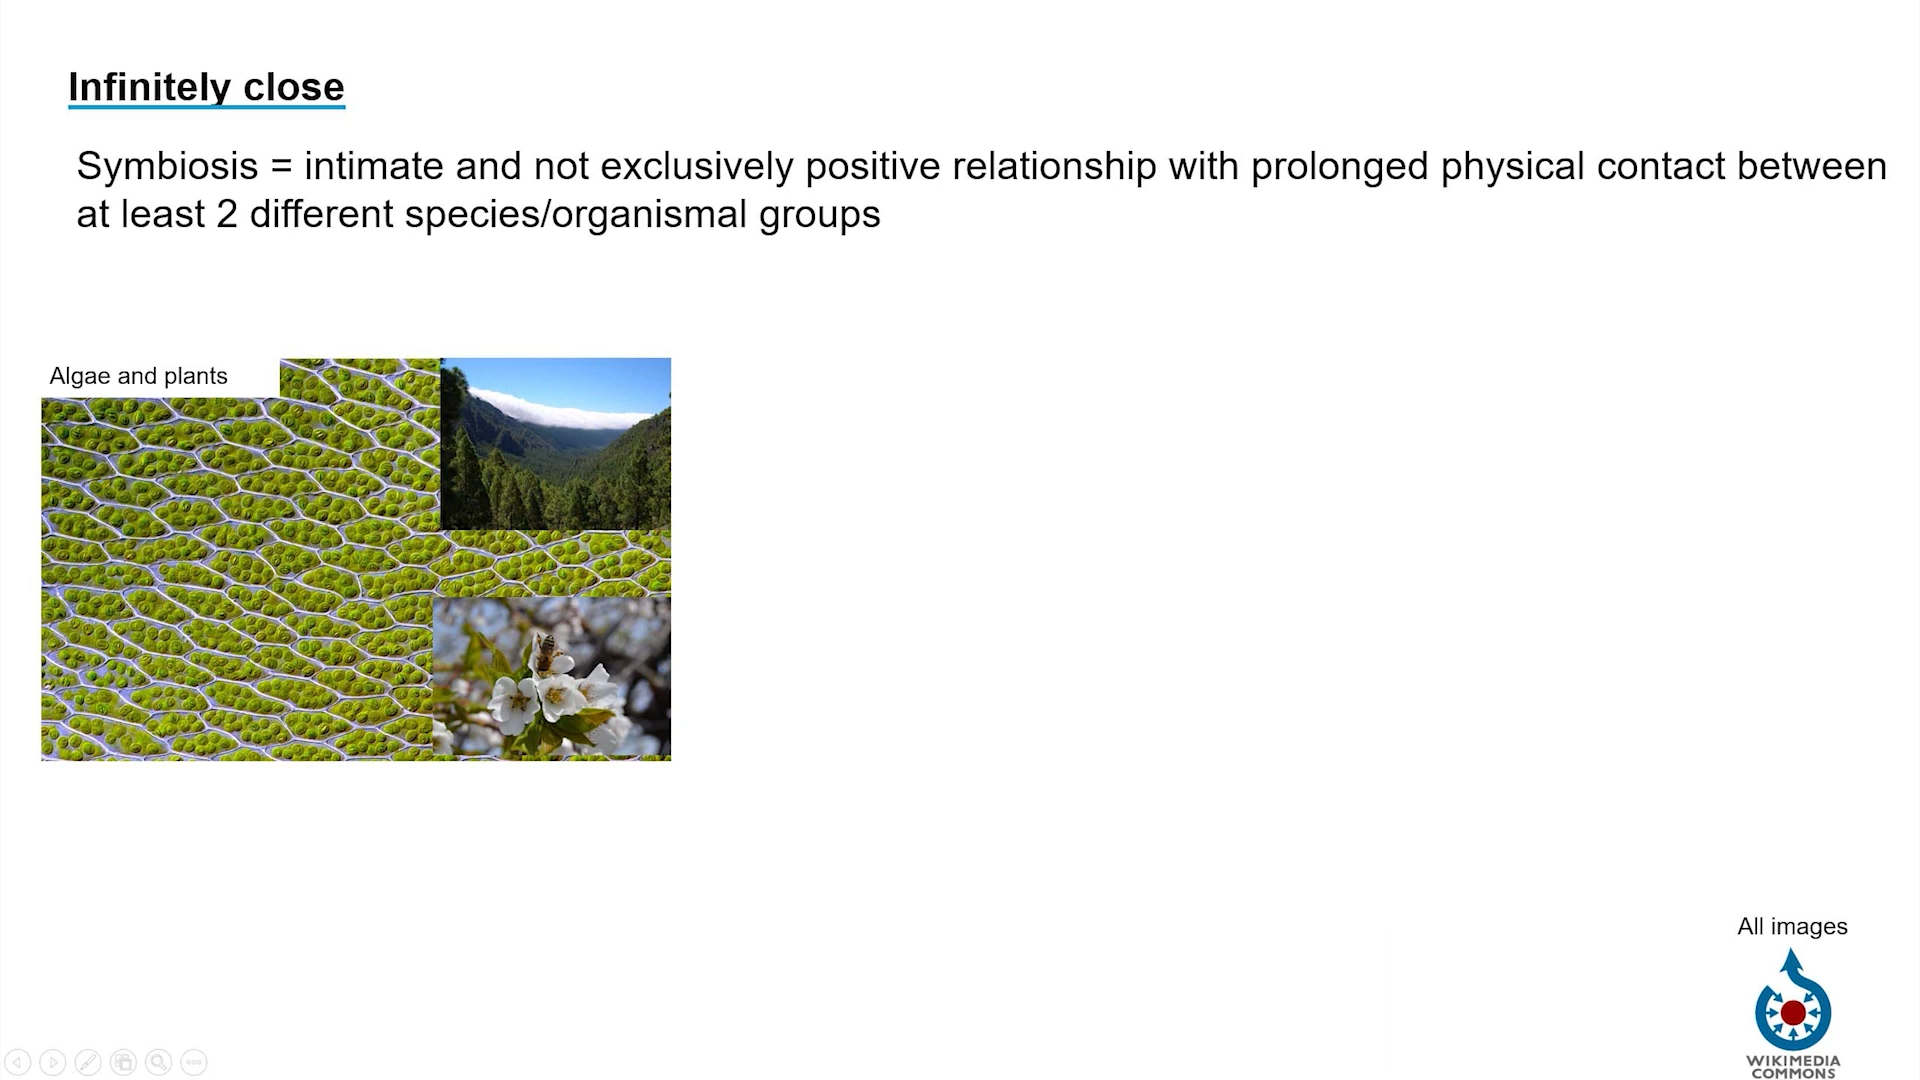 Infinitely close
Symbiosis = intimate and not exclusively positive relationship with prolonged physical contact between
at least 2 different species/organismal groups
Algae and plants
All images
WIKIMEDIA
COMMONS